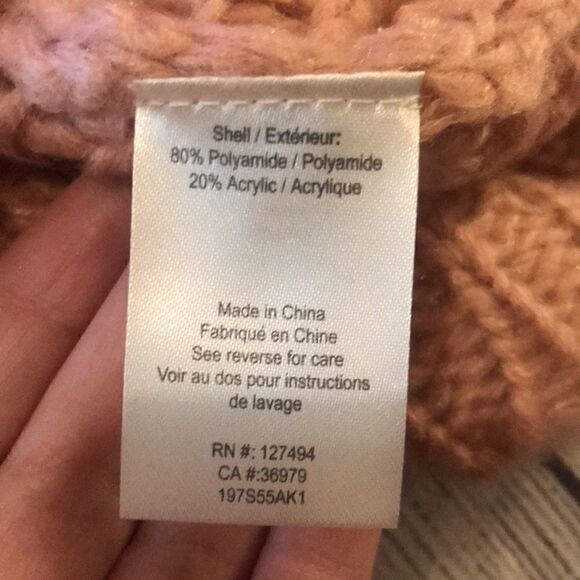 Shell / Extérieur:
80% Polyamide / Polyamide
20% Acrylic / Acrylique
Made in China
Fabriqué en Chine
See reverse for care
Voir au dos pour instructions
de lavage
RN #: 127494
CA #:36979
197S55AK1